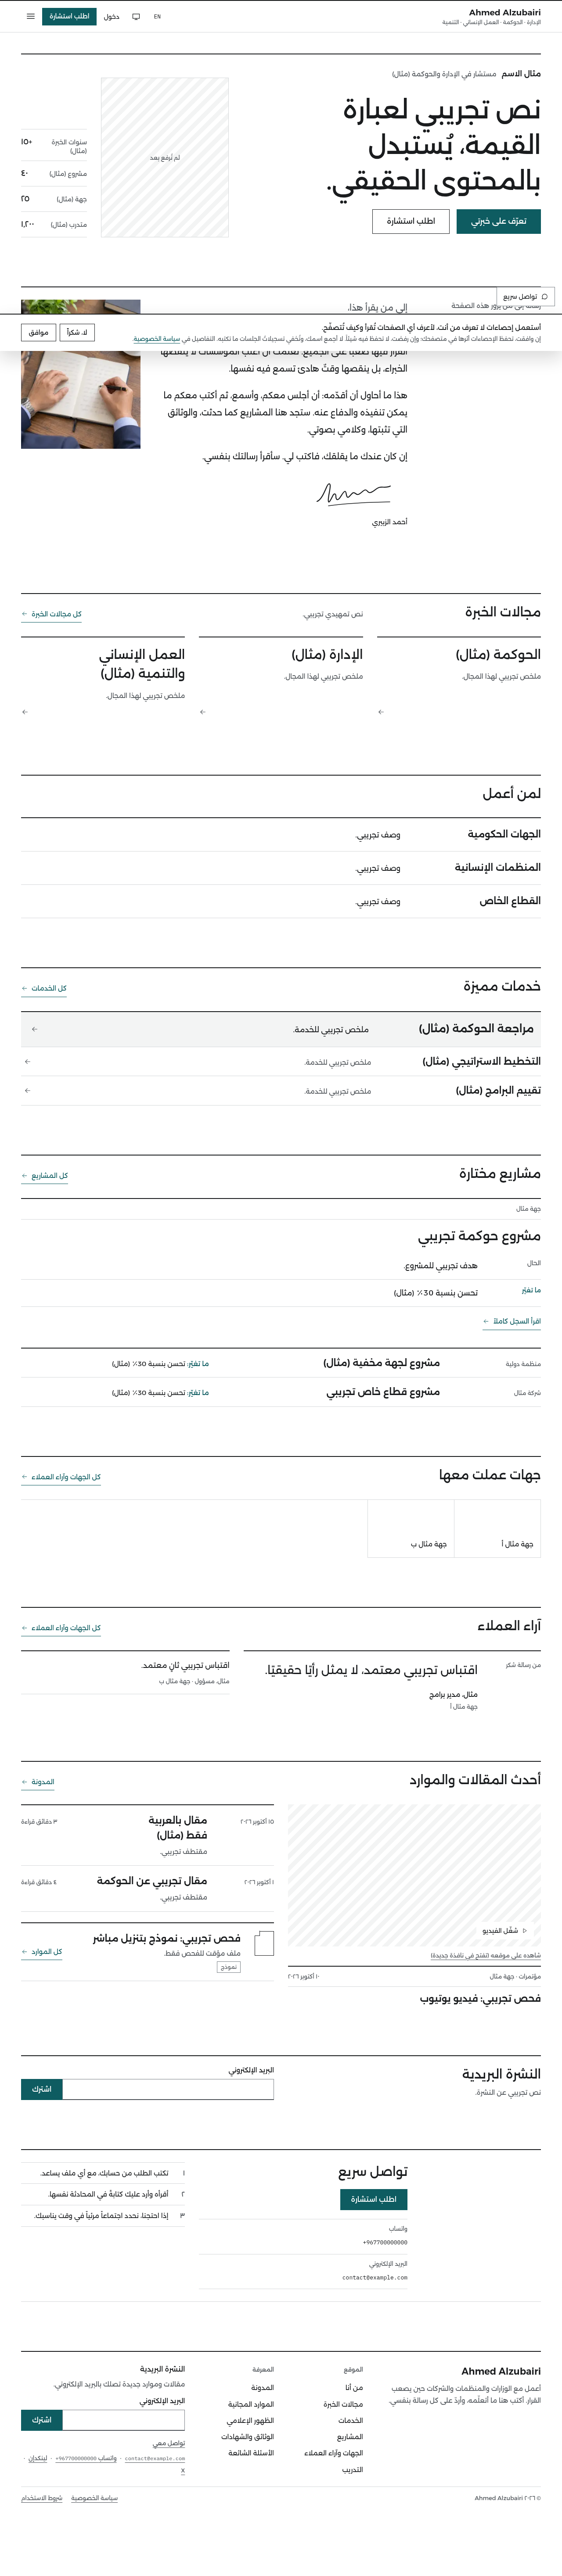 Ahmed Alzubairi
الإدارة · الحوكمة · العمل الإنساني · التنمية
EN
دخول
اطلب استشارة
مثال الاسم مستشار في الإدارة والحوكمة (مثال)
نص تجريبي لعبارة
القيمة، يُستبدل
بالمحتوى الحقيقي.
تعرّف على خبرتي
اطلب استشارة
لم تُرفع بعد
سنوات الخبرة (مثال)
+١٥
مشروع (مثال)
٤٠
جهة (مثال)
٢٥
متدرب (مثال)
١٬٢٠٠
إلى من يقرأ هذا،
تواصل سريع
أستعمل إحصاءات لا تعرف من أنت، لأعرف أي الصفحات تُقرأ وكيف تُتصفَّح.
إن وافقت، تحفظ الإحصاءات أثرها في متصفحك؛ وإن رفضت، لا تحفظ فيه شيئاً. لا أجمع اسمك، وتُخفي تسجيلات الجلسات ما تكتبه. التفاصيل في سياسة الخصوصية.
لا، شكراً
موافق
الخبراء، بل ينقصها وقتٌ هادئ تسمع فيه نفسها.
هذا ما أحاول أن أقدّمه: أن أجلس معكم، وأسمع، ثم أكتب معكم ما
يمكن تنفيذه والدفاع عنه. ستجد هنا المشاريع كما حدثت، والوثائق
التي تثبتها، وكلامي بصوتي.
إن كان عندك ما يقلقك، فاكتب لي. سأقرأ رسالتك بنفسي.
أحمد الزبيري
مجالات الخبرة
نص تمهيدي تجريبي.
كل مجالات الخبرة
الحوكمة (مثال)
ملخص تجريبي لهذا المجال.
الإدارة (مثال)
ملخص تجريبي لهذا المجال.
العمل الإنساني
والتنمية (مثال)
ملخص تجريبي لهذا المجال.
لمن أعمل
الجهات الحكومية
وصف تجريبي.
المنظمات الإنسانية
وصف تجريبي.
القطاع الخاص
وصف تجريبي.
خدمات مميزة
كل الخدمات
مراجعة الحوكمة (مثال)
ملخص تجريبي للخدمة.
التخطيط الاستراتيجي (مثال)
ملخص تجريبي للخدمة.
تقييم البرامج (مثال)
ملخص تجريبي للخدمة.
مشاريع مختارة
كل المشاريع
جهة مثال
مشروع حوكمة تجريبي
الحال
هدف تجريبي للمشروع.
ما تغيّر
تحسن بنسبة 30٪ (مثال)
اقرأ السجل كاملاً
منظمة دولية
مشروع لجهة مخفية (مثال)
ما تغيّر: تحسن بنسبة 30٪ (مثال)
شركة مثال
مشروع قطاع خاص تجريبي
ما تغيّر: تحسن بنسبة 30٪ (مثال)
جهات عملت معها
كل الجهات وآراء العملاء
جهة مثال أ
جهة مثال ب
آراء العملاء
كل الجهات وآراء العملاء
من رسالة شكر
اقتباس تجريبي معتمد، لا يمثل رأيًا حقيقيًا.
مثال، مدير برامج
جهة مثال أ
اقتباس تجريبي ثانٍ معتمد.
مثال، مسؤول · جهة مثال ب
أحدث المقالات والموارد
المدونة
شغّل الفيديو
شاهده على موقعه (تفتح في نافذة جديدة)
مؤتمرات · جهة مثال
١٠ أكتوبر ٢٠٢٦
فحص تجريبي: فيديو يوتيوب
١٥ أكتوبر ٢٠٢٦
مقال بالعربية
فقط (مثال)
مقتطف تجريبي.
٣ دقائق قراءة
١ أكتوبر ٢٠٢٦
مقال تجريبي عن الحوكمة
مقتطف تجريبي.
٤ دقائق قراءة
فحص تجريبي: نموذج بتنزيل مباشر
ملف مؤقت للفحص فقط.
نموذج
كل الموارد
النشرة البريدية
نص تجريبي عن النشرة.
البريد الإلكتروني
اشترك
تواصل سريع
اطلب استشارة
واتساب
+967700000000
البريد الإلكتروني
contact@example.com
١ تكتب الطلب من حسابك، مع أي ملف يساعد.
٢ أقرأه وأرد عليك كتابةً في المحادثة نفسها.
٣ إذا احتجنا، نحدد اجتماعاً مرئياً في وقت يناسبك.
Ahmed Alzubairi
أعمل مع الوزارات والمنظمات والشركات حين يصعب
القرار. أكتب هنا ما أتعلّمه، وأردّ على كل رسالة بنفسي.
الموقع
من أنا
مجالات الخبرة
الخدمات
المشاريع
الجهات وآراء العملاء
التدريب
المعرفة
المدونة
الموارد المجانية
الظهور الإعلامي
الوثائق والشهادات
الأسئلة الشائعة
النشرة البريدية
مقالات وموارد جديدة تصلك بالبريد الإلكتروني.
البريد الإلكتروني
اشترك
تواصل معي
contact@example.com · واتساب +967700000000 · لينكدإن ·
X
© ٢٠٢٦ Ahmed Alzubairi
سياسة الخصوصية
شروط الاستخدام